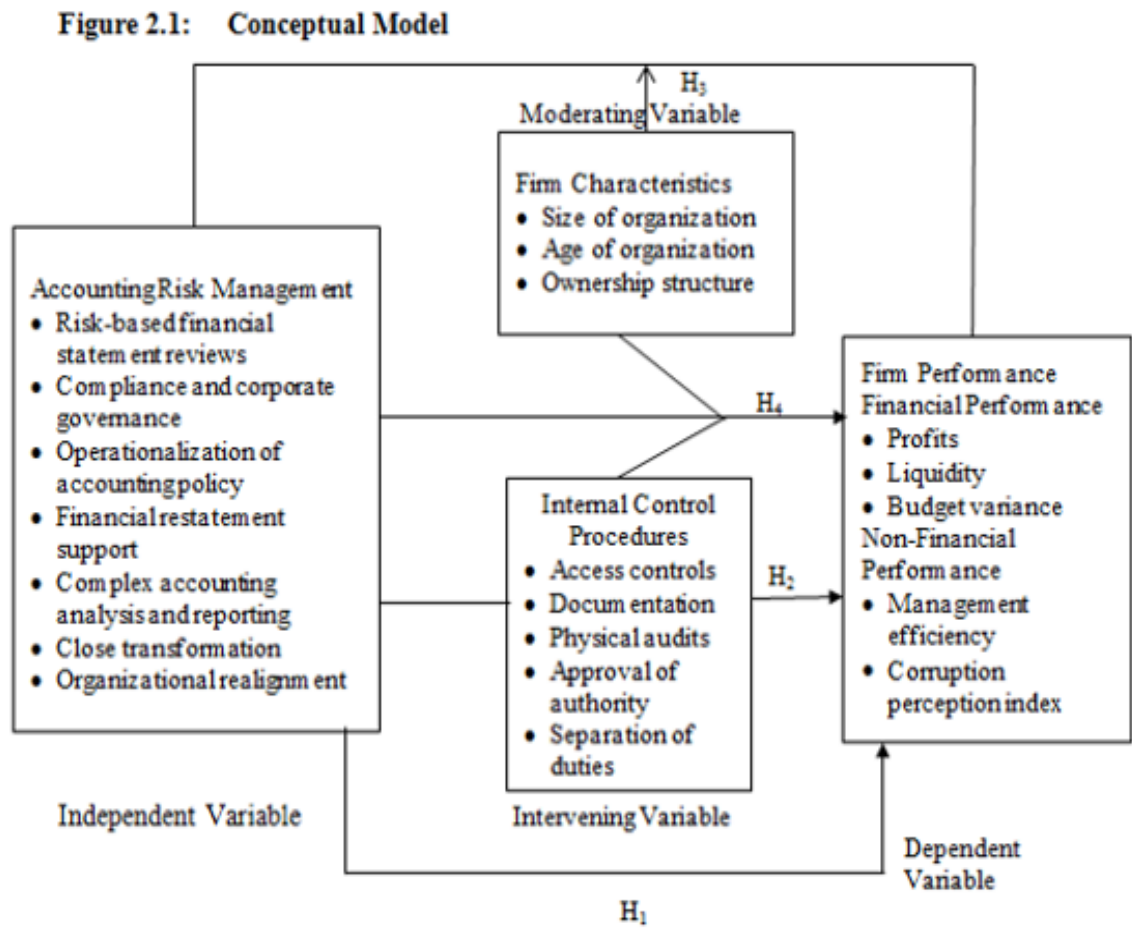 Figure 2.1: Conceptual Model
H3
Moderating Variable
Firm Characteristics
• Size of organization
• Age of organization
• Ownership structure
Accounting Risk Management
• Risk-based financial
statement reviews
• Compliance and corporate
governance
• Operationalization of
accounting policy
• Financial restatement
support
• Complex accounting
analysis and reporting
• Close transformation
• Organizational realignment
Independent Variable
H4
Internal Control
Procedures
• Access controls
• Documentation
• Physical audits
• Approval of
authority
• Separation of
duties
Intervening Variable
H2
Firm Performance
Financial Performance
• Profits
• Liquidity
• Budget variance
Non-Financial
Performance
• Management
efficiency
• Corruption
perception index
Dependent
Variable
H1